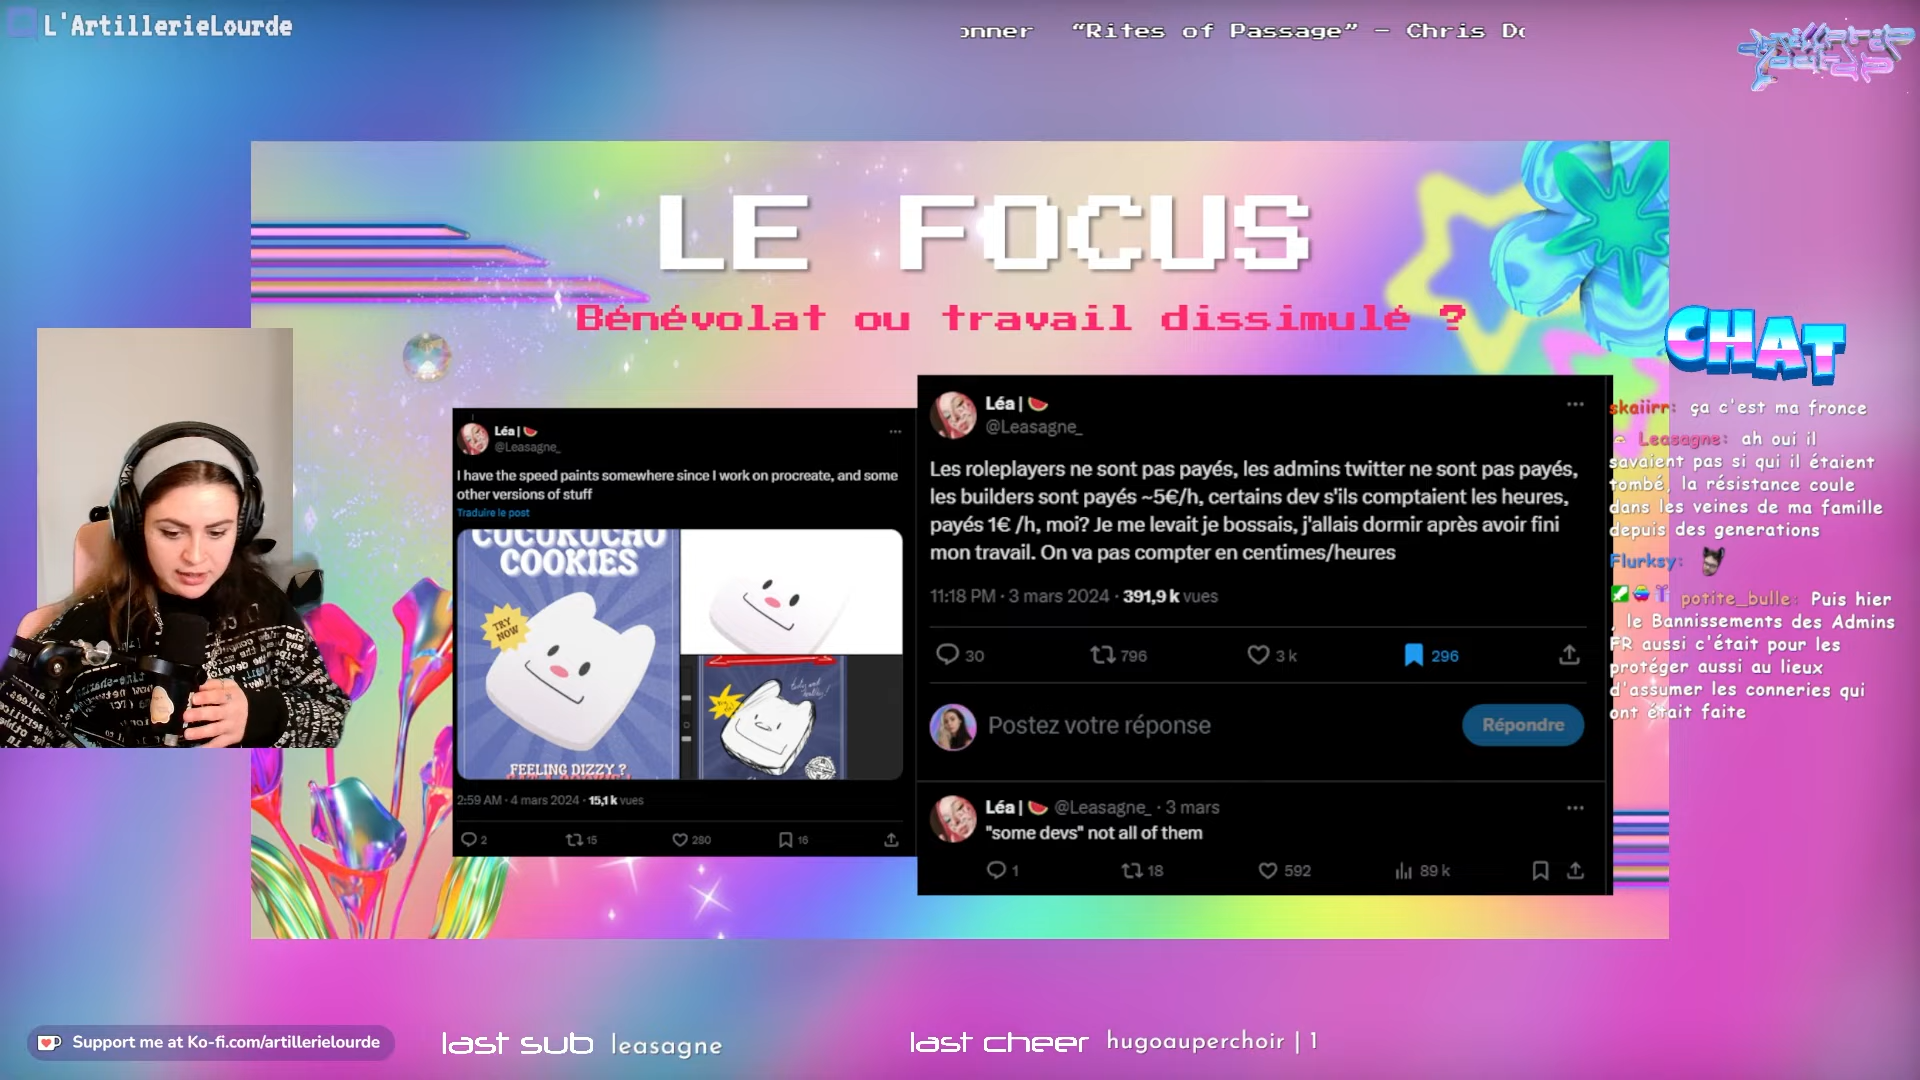 L'ArtillerieLourde
onner “Rites of Passage” – Chris Do
LE FOCUS
Bénévolat ou travail dissimulé ?
Léa |
@Leasagne_
I have the speed paints somewhere since I work on procreate, and some
other versions of stuff
Traduire le post
CUCURUCHO
COOKIES
TRY
NOW
FEELING DIZZY ?
2:59 AM · 4 mars 2024 · 15,1 k vues
2
15
280
16
Léa |
@Leasagne_
Les roleplayers ne sont pas payés, les admins twitter ne sont pas payés,
les builders sont payés ~5€/h, certains dev s'ils comptaient les heures,
payés 1€ /h, moi? Je me levait je bossais, j'allais dormir après avoir fini
mon travail. On va pas compter en centimes/heures
11:18 PM · 3 mars 2024 · 391,9 k vues
30
796
3 k
296
Postez votre réponse
Répondre
Léa | @Leasagne_ · 3 mars
"some devs" not all of them
1
18
592
89 k
CHAT
skaiirr: ça c'est ma fronce
Leasagne: ah oui il
savaient pas si qui il étaient
tombé, la résistance coule
dans les veines de ma famille
depuis des generations
Flurksy:
potite_bulle: Puis hier
, le Bannissements des Admins
FR aussi c'était pour les
protéger aussi au lieux
d'assumer les conneries qui
ont était faite
Support me at Ko-fi.com/artillerielourde
last sub leasagne
last cheer hugoauperchoir | 1